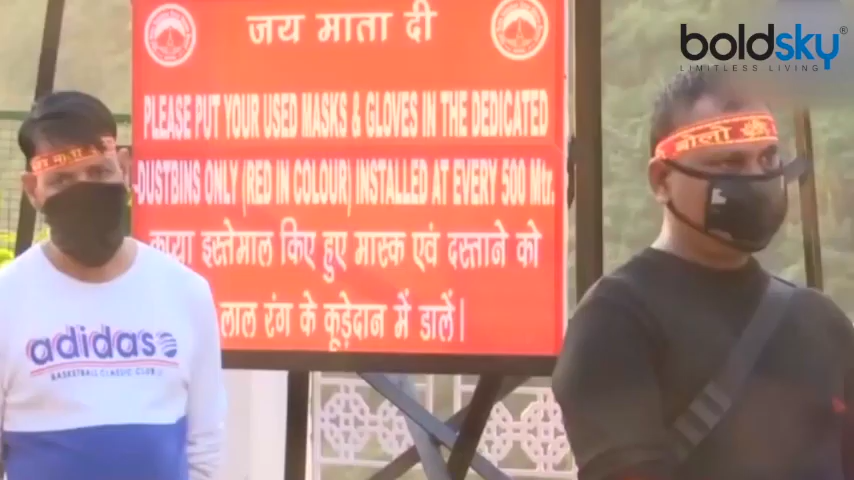 जय माता दी
boldsky®
LIMITLESS LIVING
PLEASE PUT YOUR USED MASKS & GLOVES IN THE DEDICATED
DUSTBINS ONLY (RED IN COLOUR) INSTALLED AT EVERY 500 Mtr.
इस्तेमाल किए हुए मास्क एवं दस्ताने को
लाल रंग के कूड़ेदान में डालें।
माता
बोलो
adidas
BASKETBALL CLASSIC CLUB